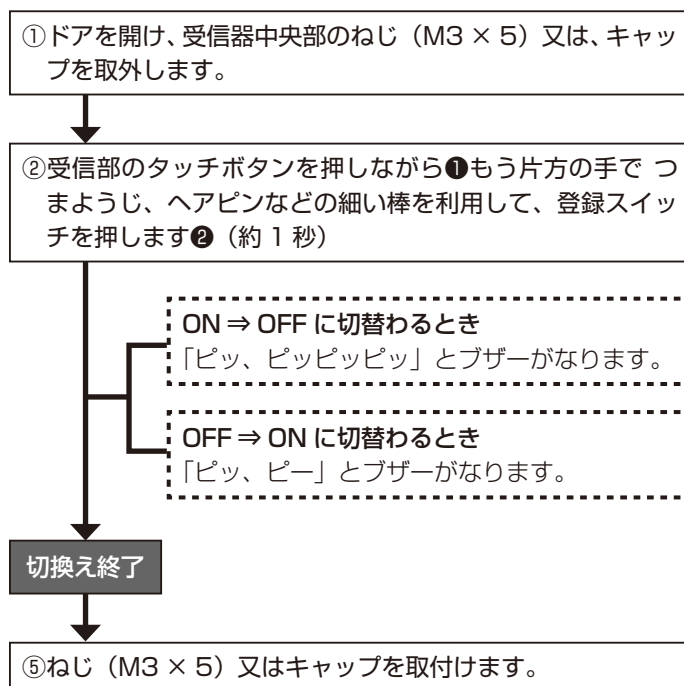 ①ドアを開け、受信器中央部のねじ（M3 × 5）又は、キャッ
プを取外します。
②受信部のタッチボタンを押しながら❶もう片方の手で つ
まようじ、ヘアピンなどの細い棒を利用して、登録スイッ
チを押します❷（約 1 秒）
ON ⇒ OFF に切替わるとき
「ピッ、ピッピッピッ」とブザーがなります。
OFF ⇒ ON に切替わるとき
「ピッ、ピー」とブザーがなります。
切換え終了
⑤ねじ（M3 × 5）又はキャップを取付けます。